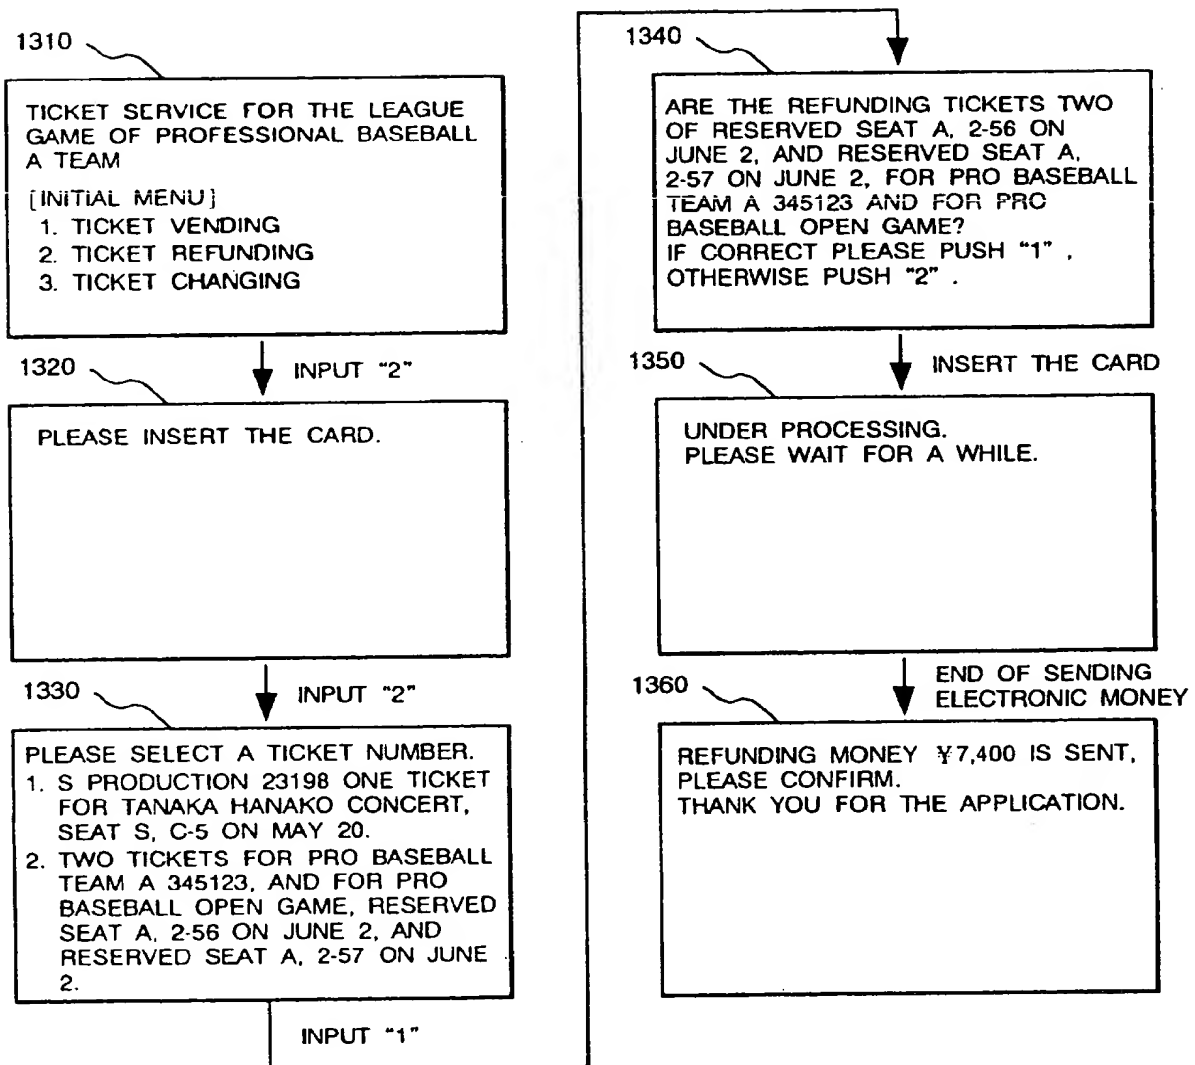 1310
TICKET SERVICE FOR THE LEAGUE
GAME OF PROFESSIONAL BASEBALL
A TEAM
[INITIAL MENU]
1. TICKET VENDING
2. TICKET REFUNDING
3. TICKET CHANGING
INPUT "2"
1320
PLEASE INSERT THE CARD.
INPUT "2"
1330
PLEASE SELECT A TICKET NUMBER.
1. S PRODUCTION 23198 ONE TICKET
FOR TANAKA HANAKO CONCERT,
SEAT S, C-5 ON MAY 20.
2. TWO TICKETS FOR PRO BASEBALL
TEAM A 345123, AND FOR PRO
BASEBALL OPEN GAME, RESERVED
SEAT A, 2-56 ON JUNE 2, AND
RESERVED SEAT A, 2-57 ON JUNE
2.
INPUT "1"
1340
ARE THE REFUNDING TICKETS TWO
OF RESERVED SEAT A, 2-56 ON
JUNE 2, AND RESERVED SEAT A,
2-57 ON JUNE 2, FOR PRO BASEBALL
TEAM A 345123 AND FOR PRO
BASEBALL OPEN GAME?
IF CORRECT PLEASE PUSH "1" ,
OTHERWISE PUSH "2" .
INSERT THE CARD
1350
UNDER PROCESSING.
PLEASE WAIT FOR A WHILE.
END OF SENDING
ELECTRONIC MONEY
1360
REFUNDING MONEY ¥7,400 IS SENT,
PLEASE CONFIRM.
THANK YOU FOR THE APPLICATION.